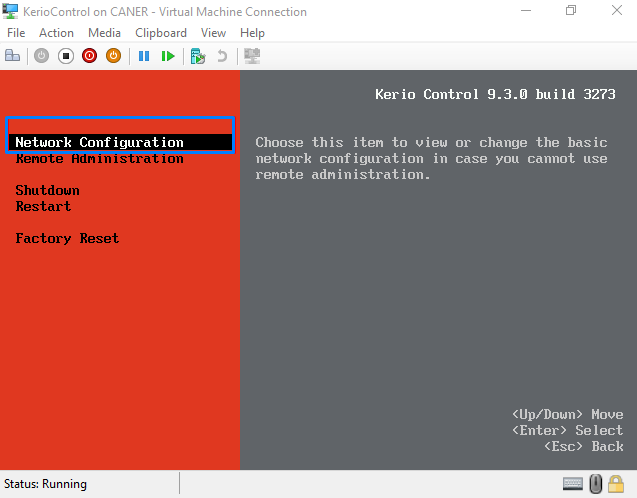 KerioControl on CANER - Virtual Machine Connection
File Action Media Clipboard View Help
Kerio Control 9.3.0 build 3273
Network Configuration
Remote Administration
Shutdown
Restart
Factory Reset
Choose this item to view or change the basic
network configuration in case you cannot use
remote administration.
<Up/Down> Move
<Enter> Select
<Esc> Back
Status: Running